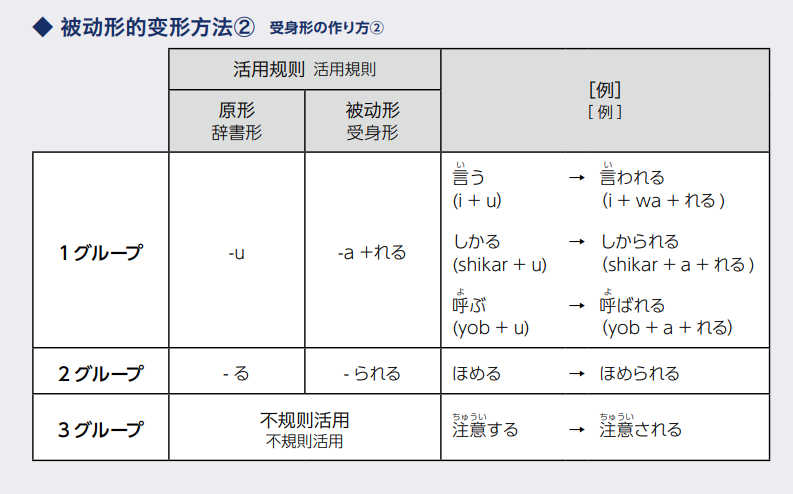 ◆ 被动形的变形方法② 受身形の作り方②
活用规则 活用規則
[例]
[例]
原形
辞書形
被动形
受身形
1グループ
-u
-a +れる
い
言う → い
言われる
(i + u) (i + wa + れる)
しかる → しかられる
(shikar + u) (shikar + a + れる)
よ
呼ぶ → よ
呼ばれる
(yob + u) (yob + a + れる)
2グループ
- る
- られる
ほめる → ほめられる
3グループ
不规则活用
不規則活用
ちゅうい
注意する → ちゅうい
注意される